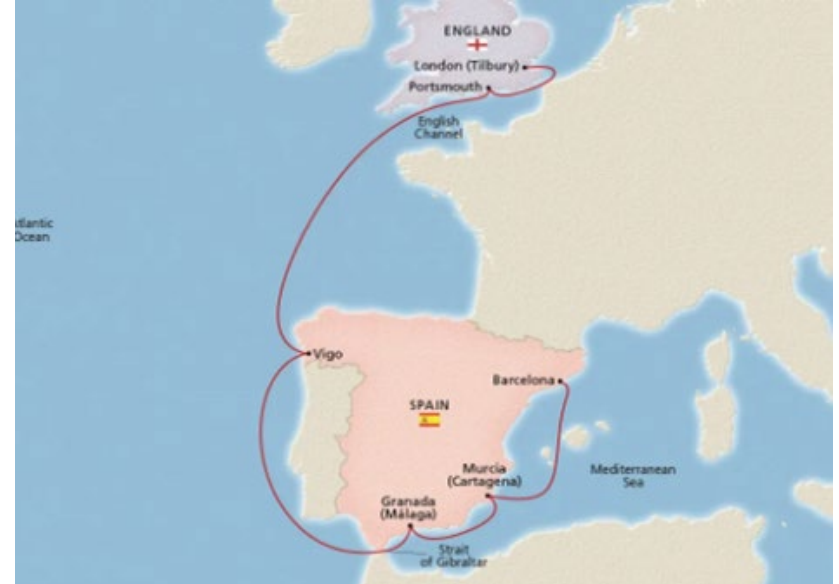 ENGLAND
London (Tilbury)
Portsmouth
English
Channel
Ocean
Vigo
Barcelona
SPAIN
Murcia
(Cartagena)
Mediterranean
Sea
Granada
(Málaga)
Strait
of Gibraltar